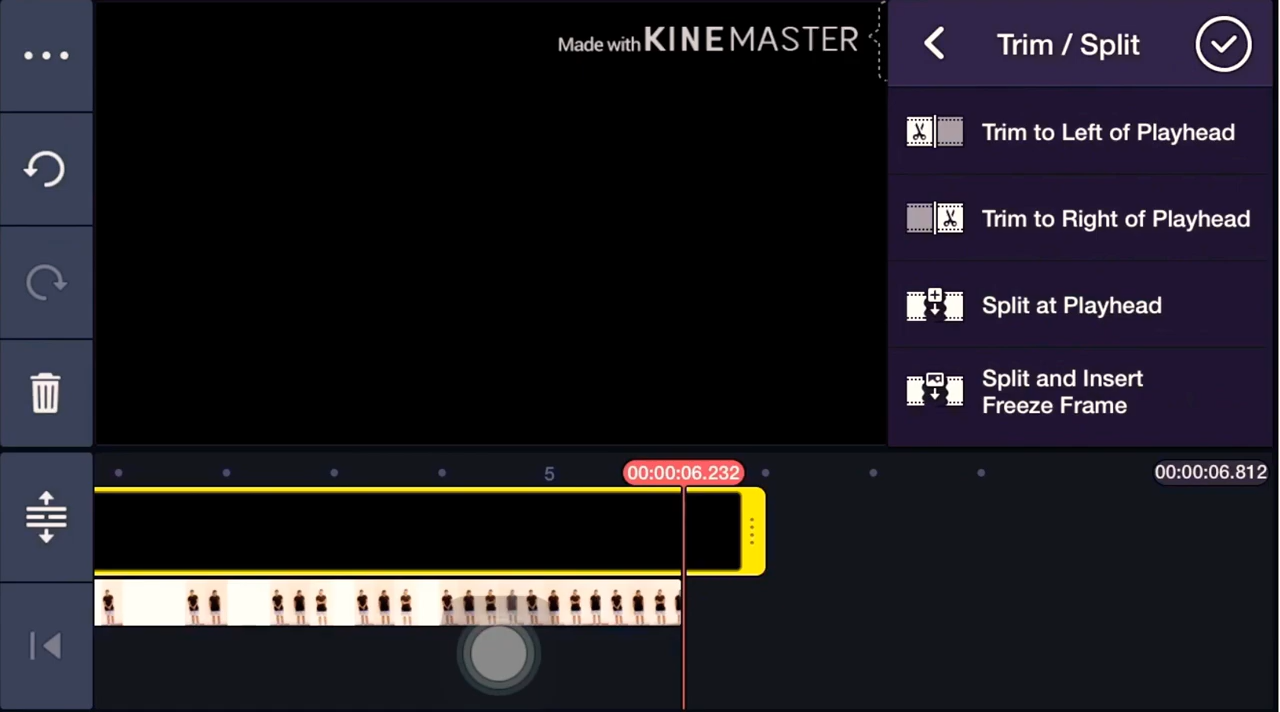 Made with KINEMASTER
Trim / Split
Trim to Left of Playhead
Trim to Right of Playhead
Split at Playhead
Split and Insert
Freeze Frame
5
00:00:06.232
00:00:06.812